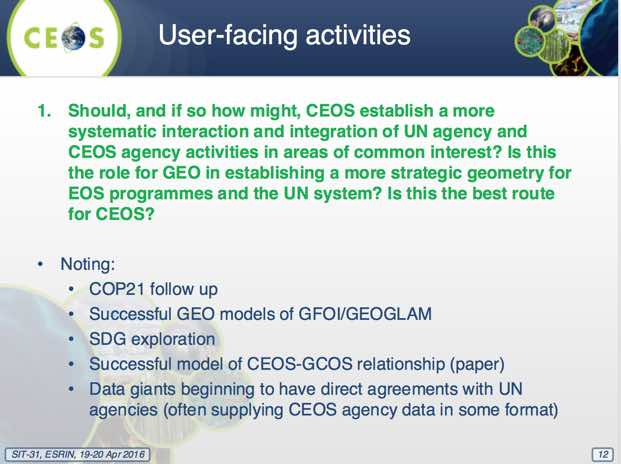 CEOS
User-facing activities
1. Should, and if so how might, CEOS establish a more
systematic interaction and integration of UN agency and
CEOS agency activities in areas of common interest? Is this
the role for GEO in establishing a more strategic geometry for
EOS programmes and the UN system? Is this the best route
for CEOS?
• Noting:
• COP21 follow up
• Successful GEO models of GFOI/GEOGLAM
• SDG exploration
• Successful model of CEOS-GCOS relationship (paper)
• Data giants beginning to have direct agreements with UN
agencies (often supplying CEOS agency data in some format)
SIT-31, ESRIN, 19-20 Apr 2016
12